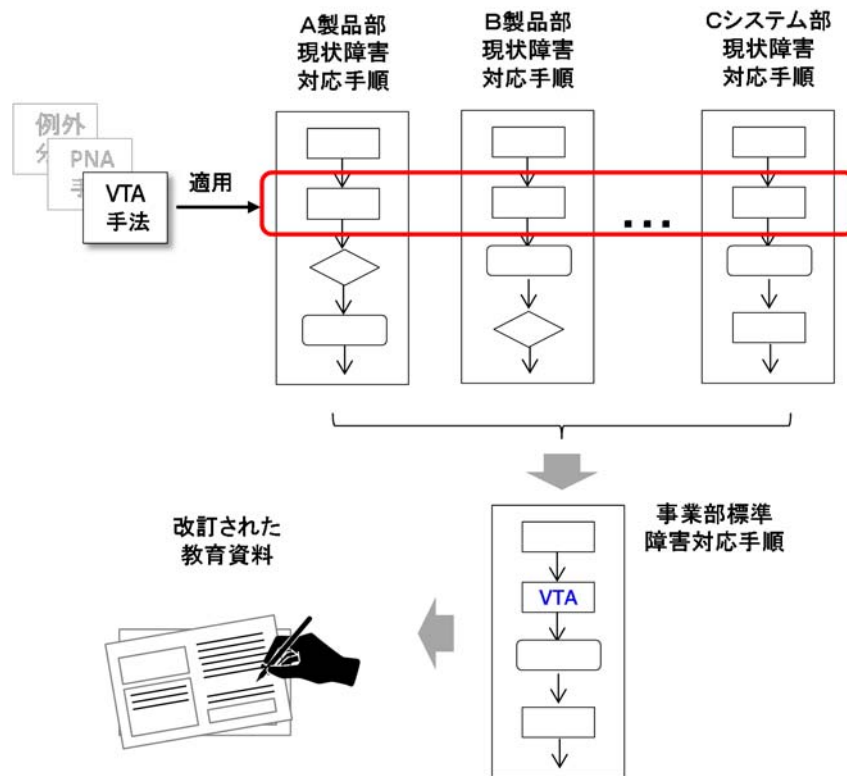 A製品部
現状障害
対応手順
B製品部
現状障害
対応手順
Cシステム部
現状障害
対応手順
例外
PNA
VTA
手法
適用
...
事業部標準
障害対応手順
VTA
改訂された
教育資料